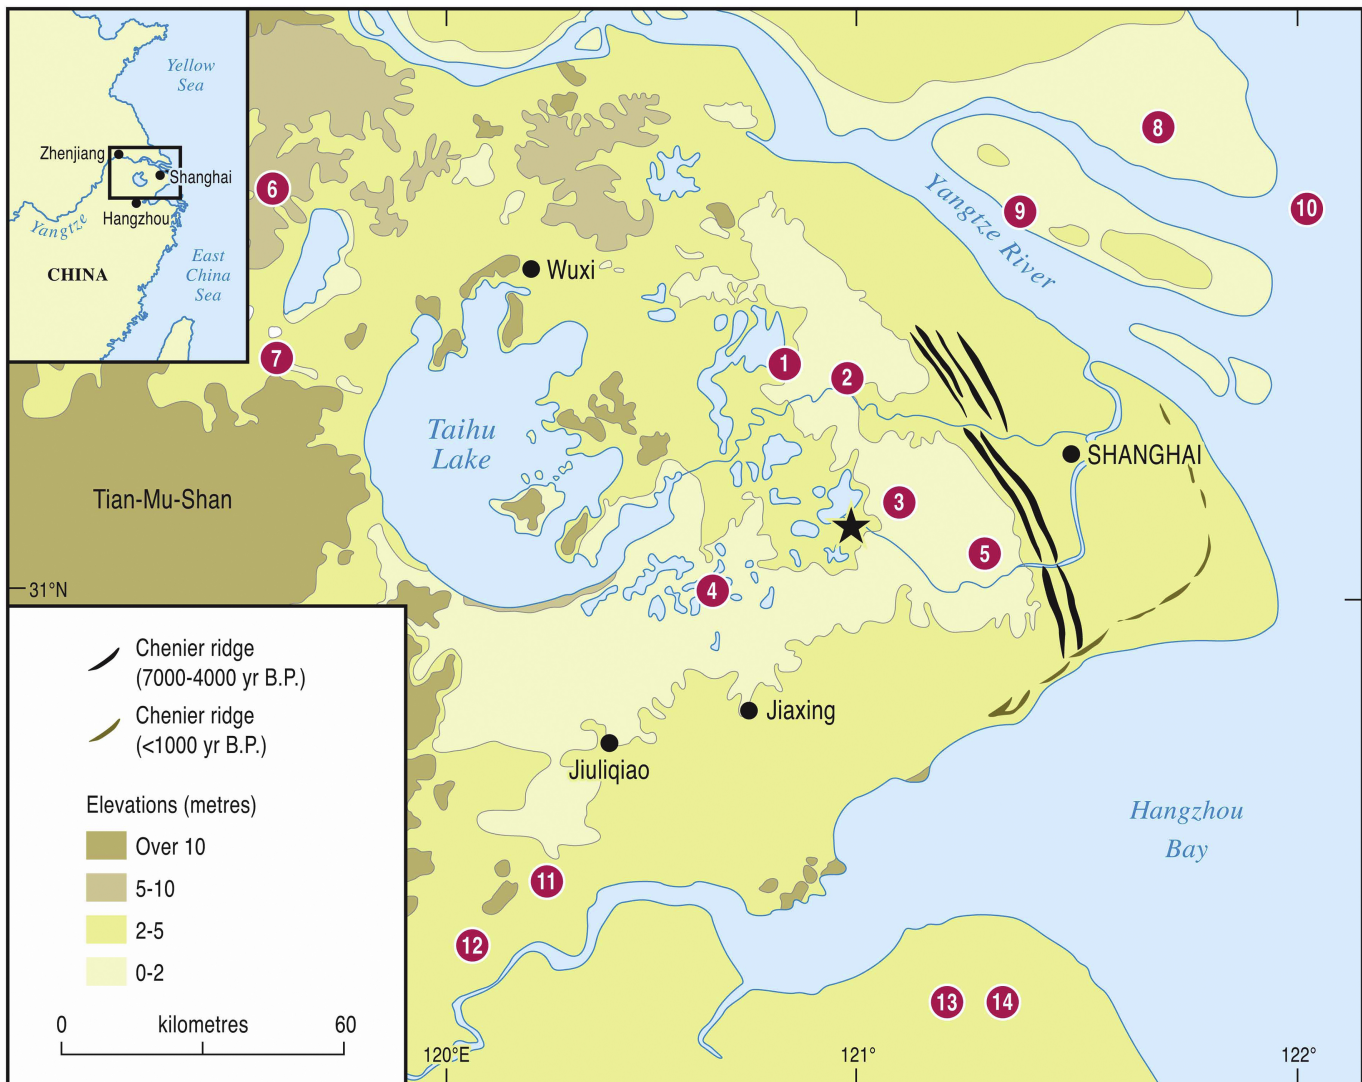 Yellow
Sea
Zhenjiang
Shanghai
Hangzhou
Yangtze
CHINA
East
China
Sea
6
7
Wuxi
8
9
10
Yangtze River
1
2
Taihu
Lake
SHANGHAI
Tian-Mu-Shan
3
5
4
31°N
Jiaxing
Jiuliqiao
Hangzhou
Bay
11
12
13
14
Chenier ridge
(7000-4000 yr B.P.)
Chenier ridge
(<1000 yr B.P.)
Elevations (metres)
Over 10
5-10
2-5
0-2
0 kilometres 60
120°E
121°
122°